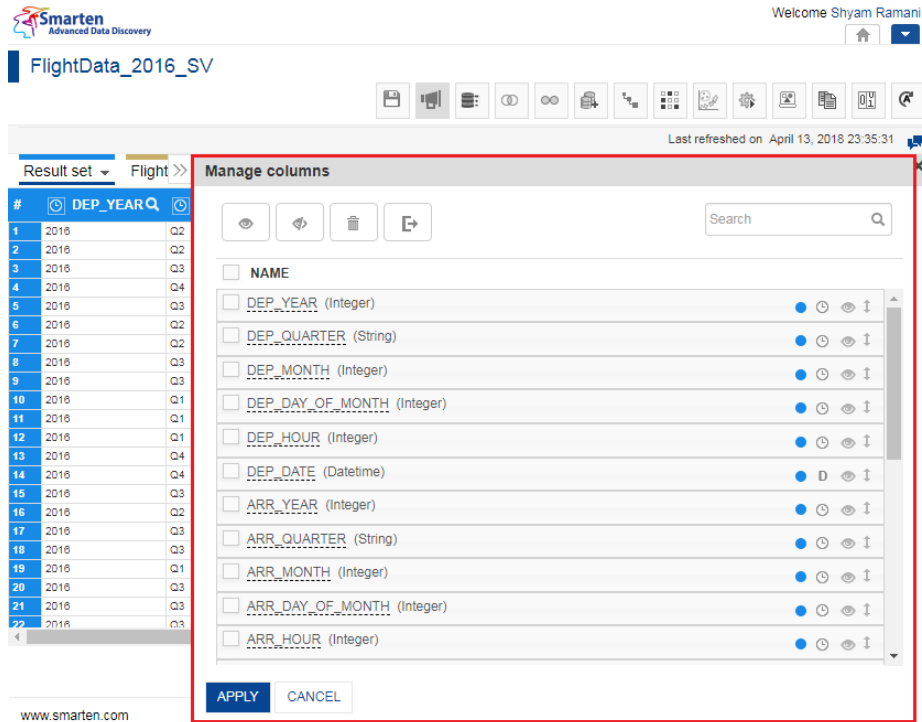 Smarten
Advanced Data Discovery
Welcome Shyam Ramani
FlightData_2016_SV
Last refreshed on April 13, 2018 23:35:31
Result set
Flight
# DEP_YEAR
1 2016 Q2
2 2016 Q2
3 2016 Q3
4 2016 Q4
5 2016 Q3
6 2016 Q2
7 2016 Q2
8 2016 Q3
9 2016 Q3
10 2016 Q1
11 2016 Q1
12 2016 Q1
13 2016 Q4
14 2016 Q4
15 2016 Q3
16 2016 Q2
17 2016 Q3
18 2016 Q3
19 2016 Q1
20 2016 Q3
21 2016 Q3
22 2016 Q3
Manage columns
Search
NAME
DEP_YEAR (Integer)
DEP_QUARTER (String)
DEP_MONTH (Integer)
DEP_DAY_OF_MONTH (Integer)
DEP_HOUR (Integer)
DEP_DATE (Datetime) D
ARR_YEAR (Integer)
ARR_QUARTER (String)
ARR_MONTH (Integer)
ARR_DAY_OF_MONTH (Integer)
ARR_HOUR (Integer)
APPLY CANCEL
www.smarten.com